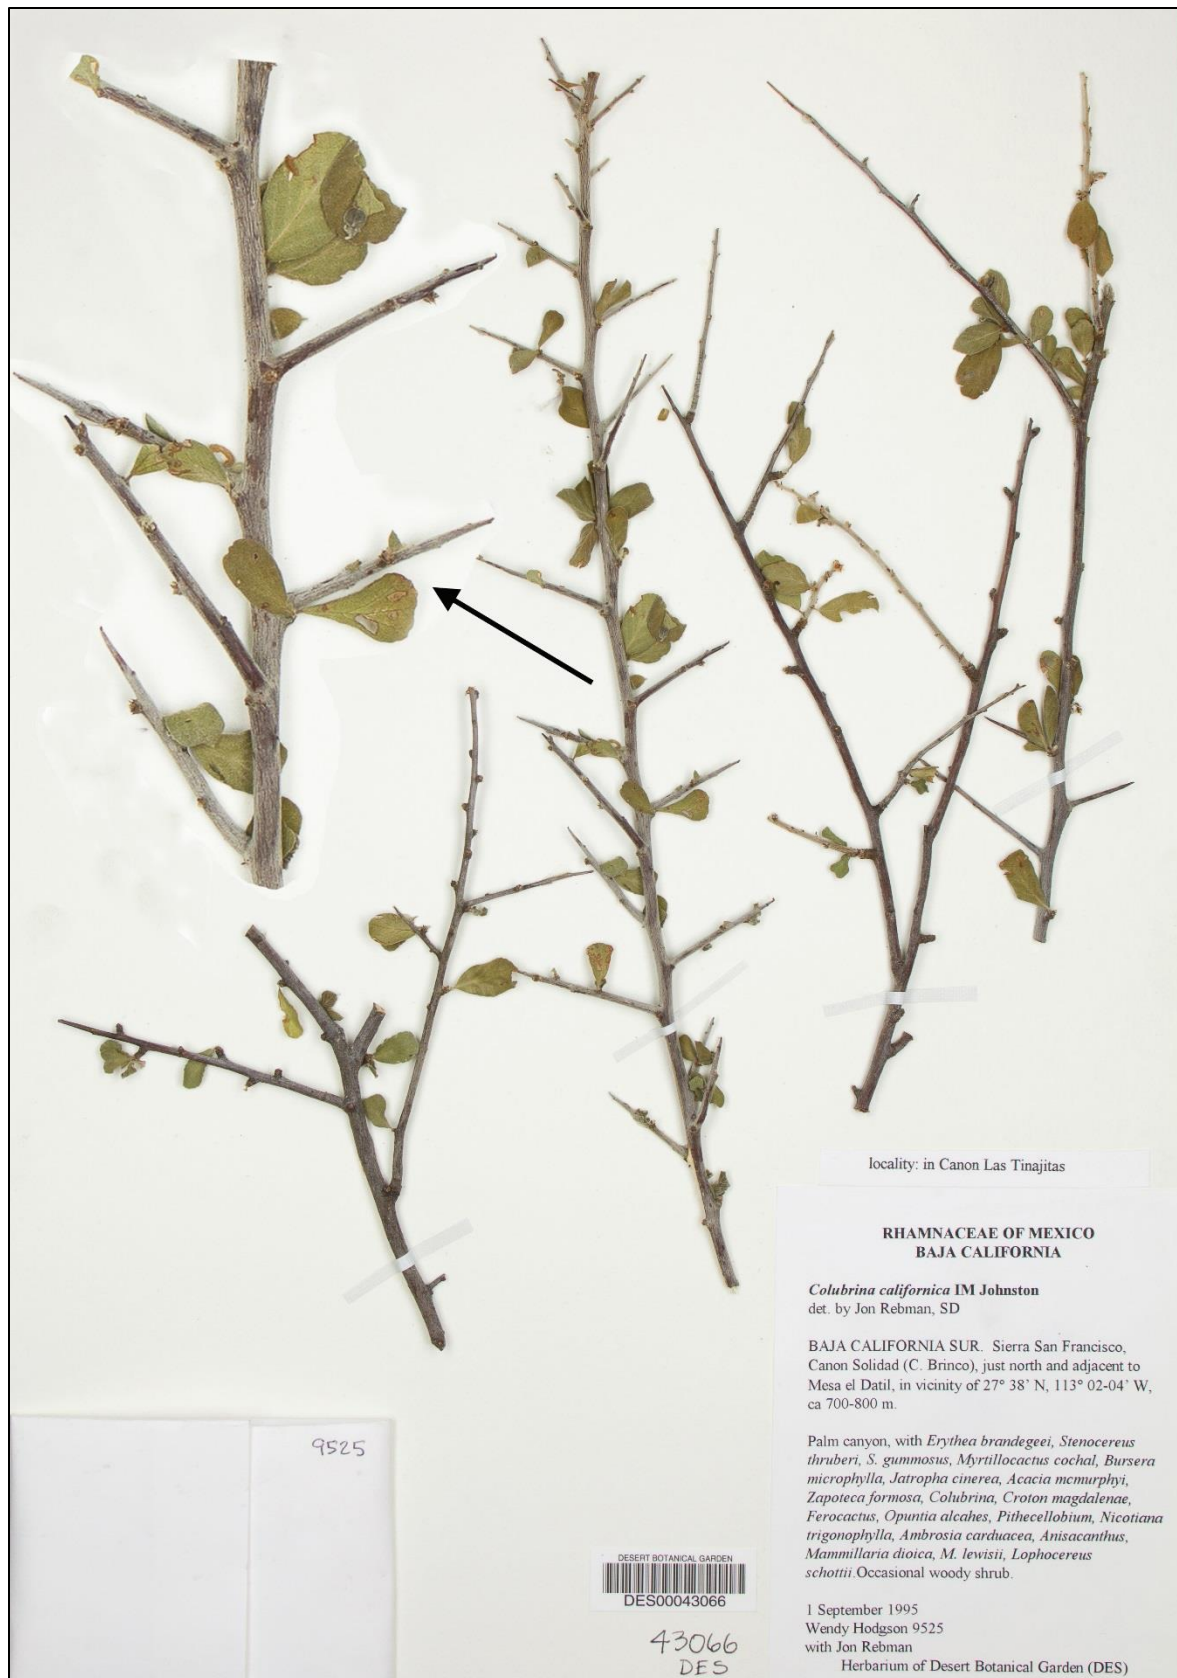 locality: in Canon Las Tinajitas
RHAMNACEAE OF MEXICO
BAJA CALIFORNIA
Colubrina californica IM Johnston
det. by Jon Rebman, SD
BAJA CALIFORNIA SUR.  Sierra San Francisco,
Canon Solidad (C. Brinco), just north and adjacent to
Mesa el Datil, in vicinity of 27° 38' N, 113° 02-04' W,
ca 700-800 m.
Palm canyon, with Erythea brandegeei, Stenocereus
thruberi, S. gummosus, Myrtillocactus cochal, Bursera
microphylla, Jatropha cinerea, Acacia mcmurphyi,
Zapoteca formosa, Colubrina, Croton magdalenae,
Ferocactus, Opuntia alcahes, Pithecellobium, Nicotiana
trigonophylla, Ambrosia carduacea, Anisacanthus,
Mammillaria dioica, M. lewisii, Lophocereus
schottii.Occasional woody shrub.
1 September 1995
Wendy Hodgson 9525
with Jon Rebman
Herbarium of Desert Botanical Garden (DES)
9525
DESERT BOTANICAL GARDEN
DES00043066
43066
DES